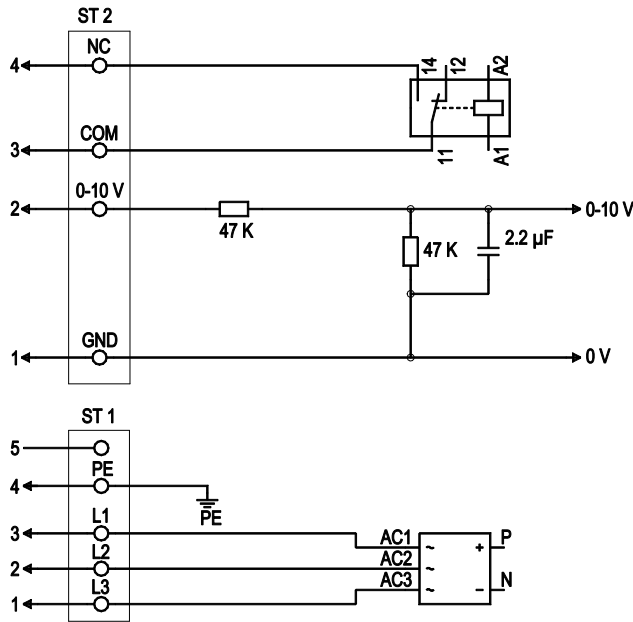 ST 2
NC
4
14
12
A2
COM
3
11
A1
0-10 V
2
0-10 V
47 K
47 K
2.2 µF
GND
1
0 V
ST 1
5
PE
4
PE
L1
3
AC1
P
L2
2
AC2
L3
AC3
N
1
~
+
~
~
−